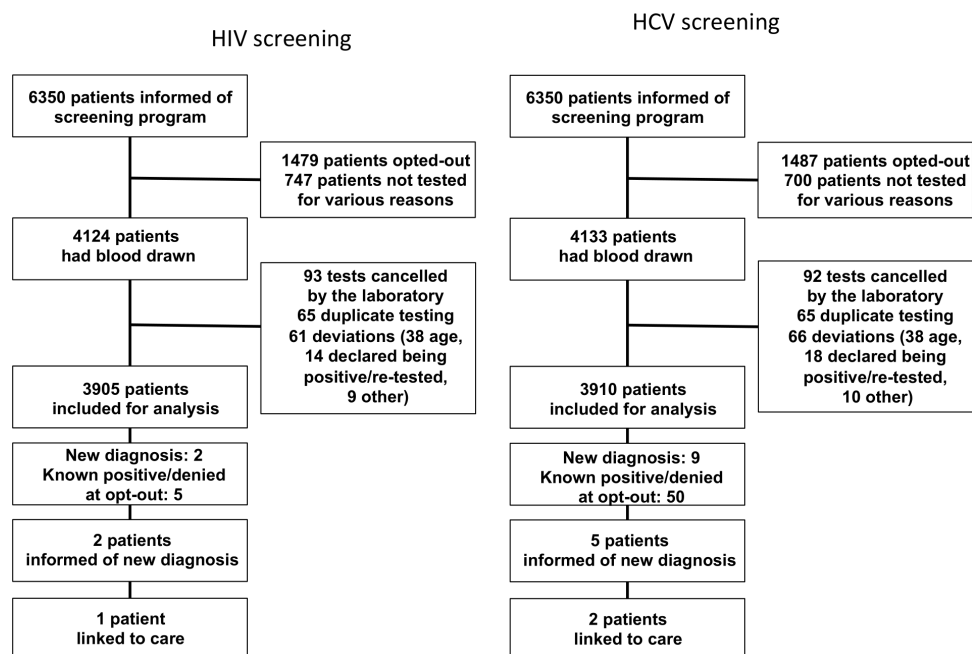 HIV screening
6350 patients informed of
screening program
1479 patients opted-out
747 patients not tested
for various reasons
4124 patients
had blood drawn
93 tests cancelled
by the laboratory
65 duplicate testing
61 deviations (38 age,
14 declared being
positive/re-tested,
9 other)
3905 patients
included for analysis
New diagnosis: 2
Known positive/denied
at opt-out: 5
2 patients
informed of new diagnosis
1 patient
linked to care
HCV screening
6350 patients informed of
screening program
1487 patients opted-out
700 patients not tested
for various reasons
4133 patients
had blood drawn
92 tests cancelled
by the laboratory
65 duplicate testing
66 deviations (38 age,
18 declared being
positive/re-tested,
10 other)
3910 patients
included for analysis
New diagnosis: 9
Known positive/denied
at opt-out: 50
5 patients
informed of new diagnosis
2 patients
linked to care